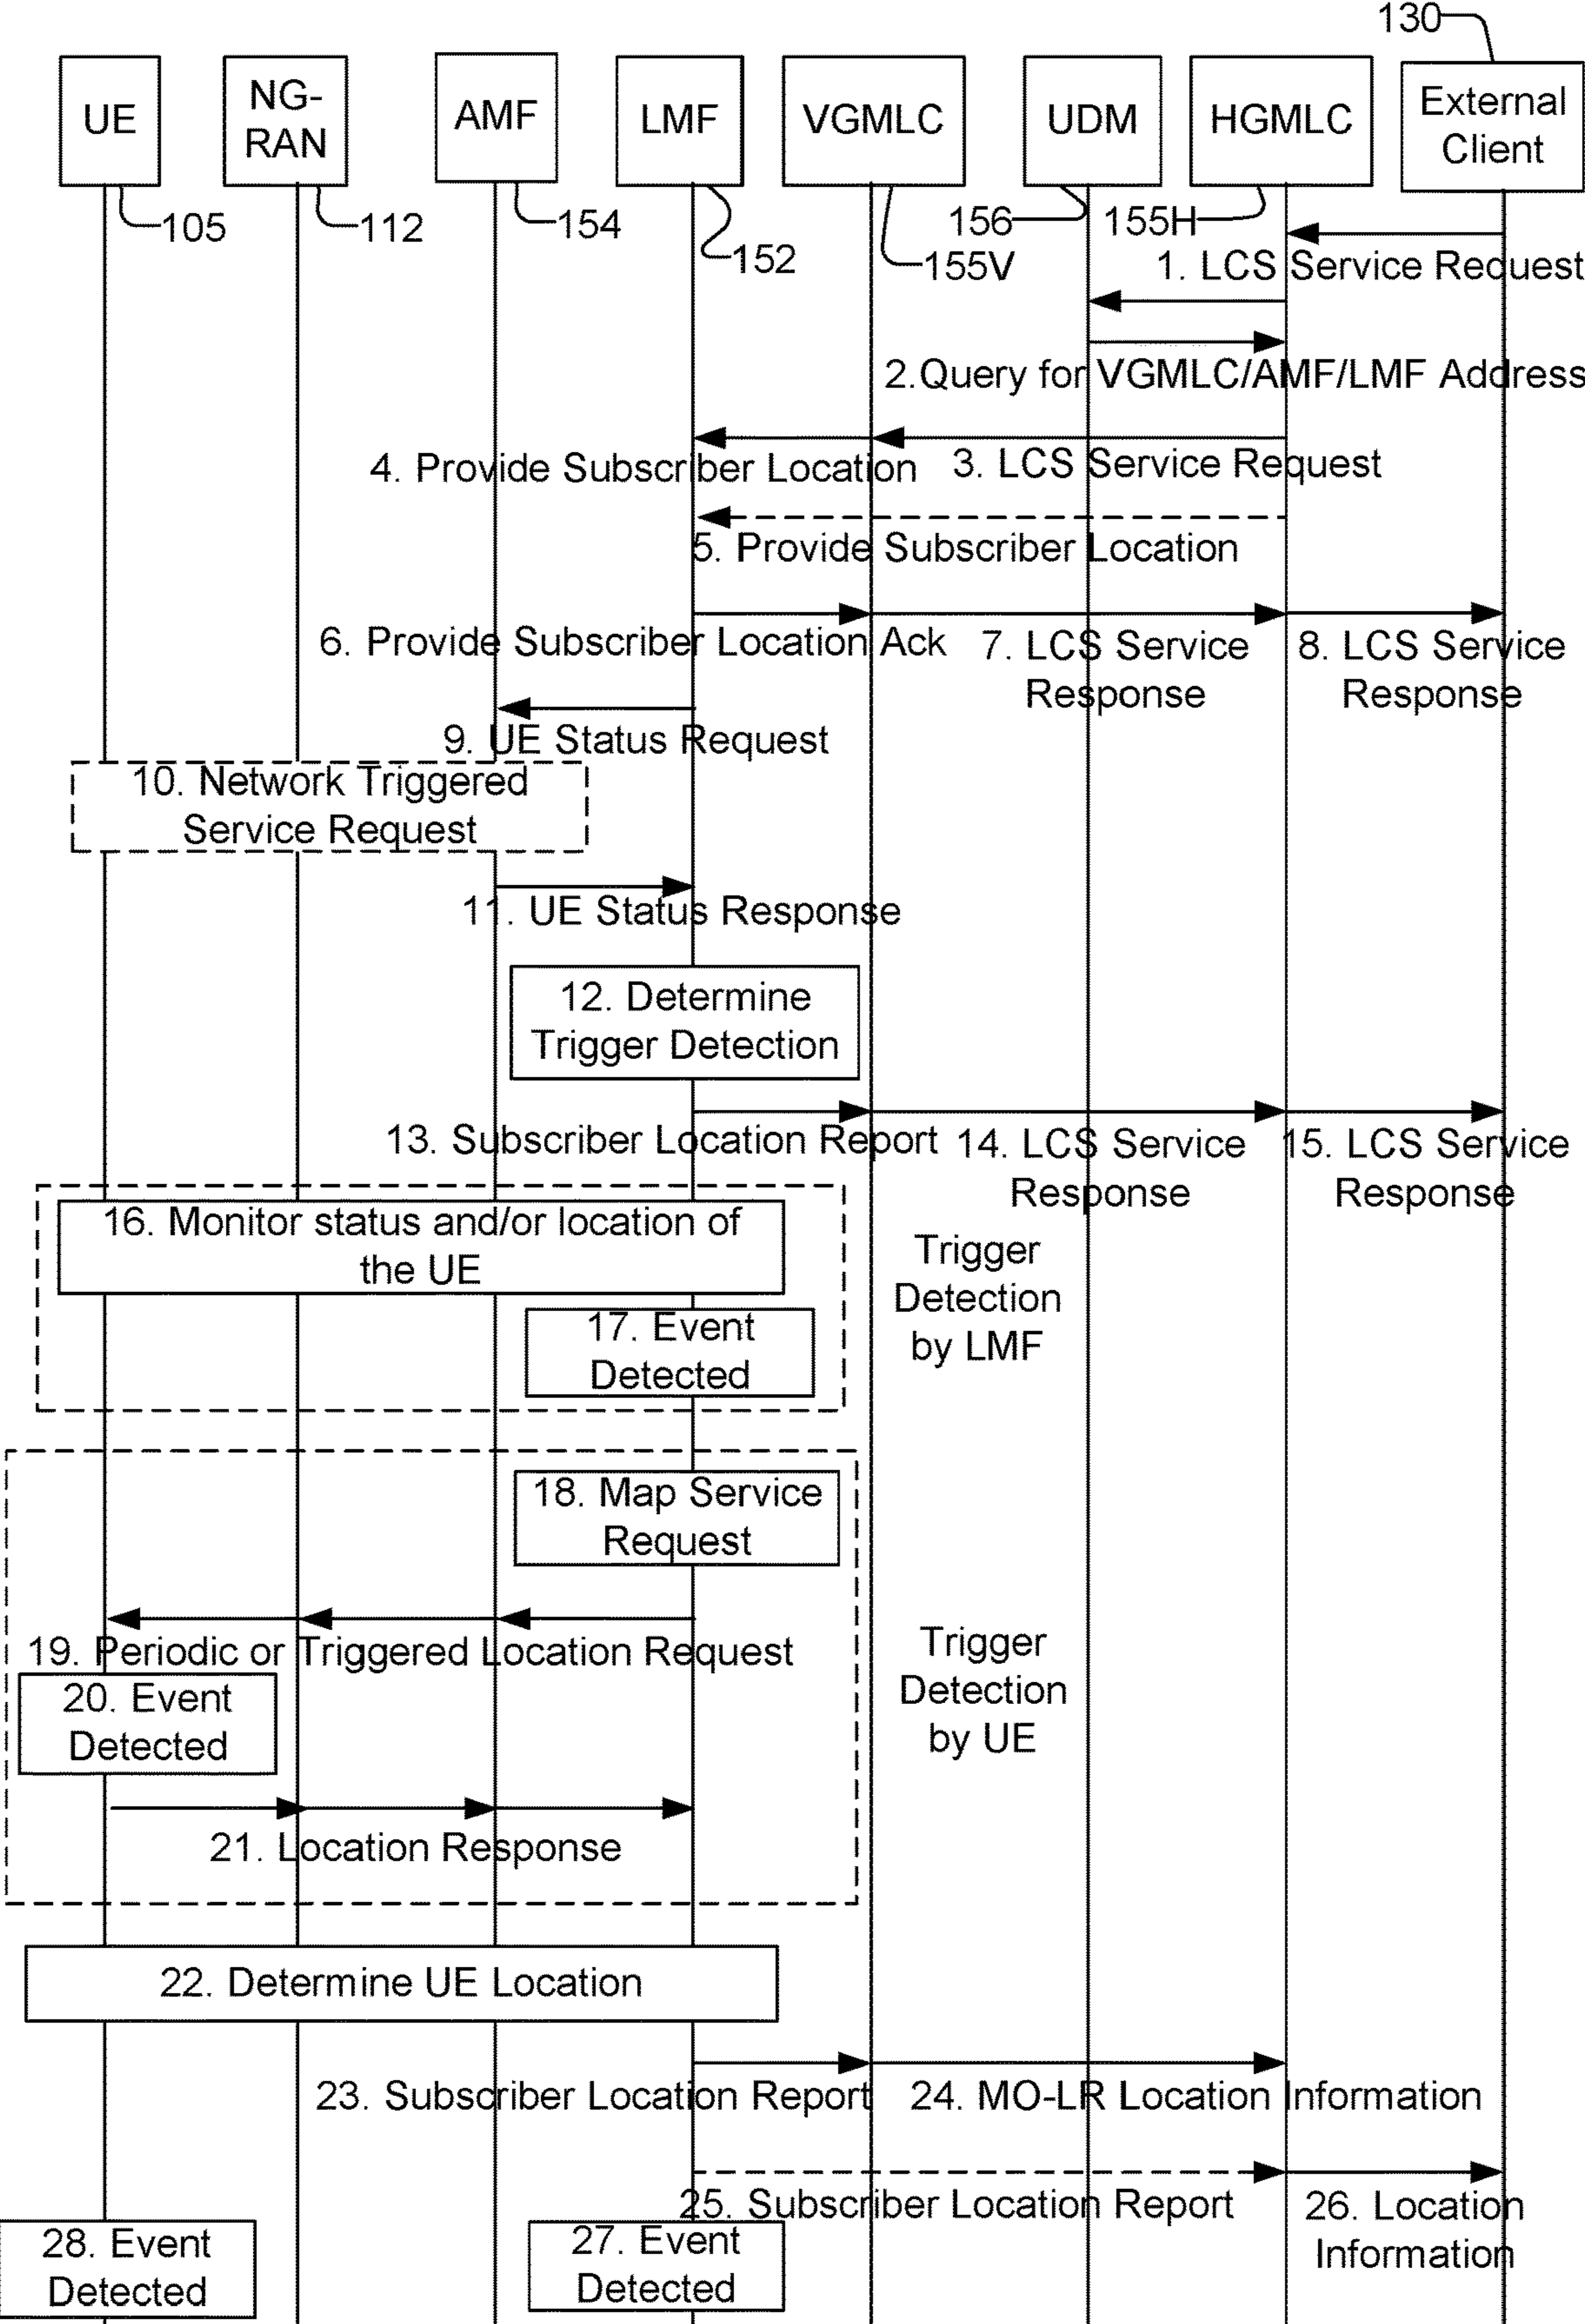 130
UE
NG-
RAN
AMF
LMF
VGMLC
UDM
HGMLC
External
Client
105
112
154
152
155V
156
155H
1. LCS Service Request
2.Query for VGMLC/AMF/LMF Address
4. Provide Subscriber Location
3. LCS Service Request
5. Provide Subscriber Location
6. Provide Subscriber Location Ack
7. LCS Service
Response
8. LCS Service
Response
9. UE Status Request
10. Network Triggered
Service Request
11. UE Status Response
12. Determine
Trigger Detection
13. Subscriber Location Report
14. LCS Service
Response
15. LCS Service
Response
16. Monitor status and/or location of
the UE
Trigger
Detection
by LMF
17. Event
Detected
18. Map Service
Request
19. Periodic or Triggered Location Request
Trigger
Detection
by UE
20. Event
Detected
21. Location Response
22. Determine UE Location
23. Subscriber Location Report
24. MO-LR Location Information
25. Subscriber Location Report
26. Location
Information
28. Event
Detected
27. Event
Detected